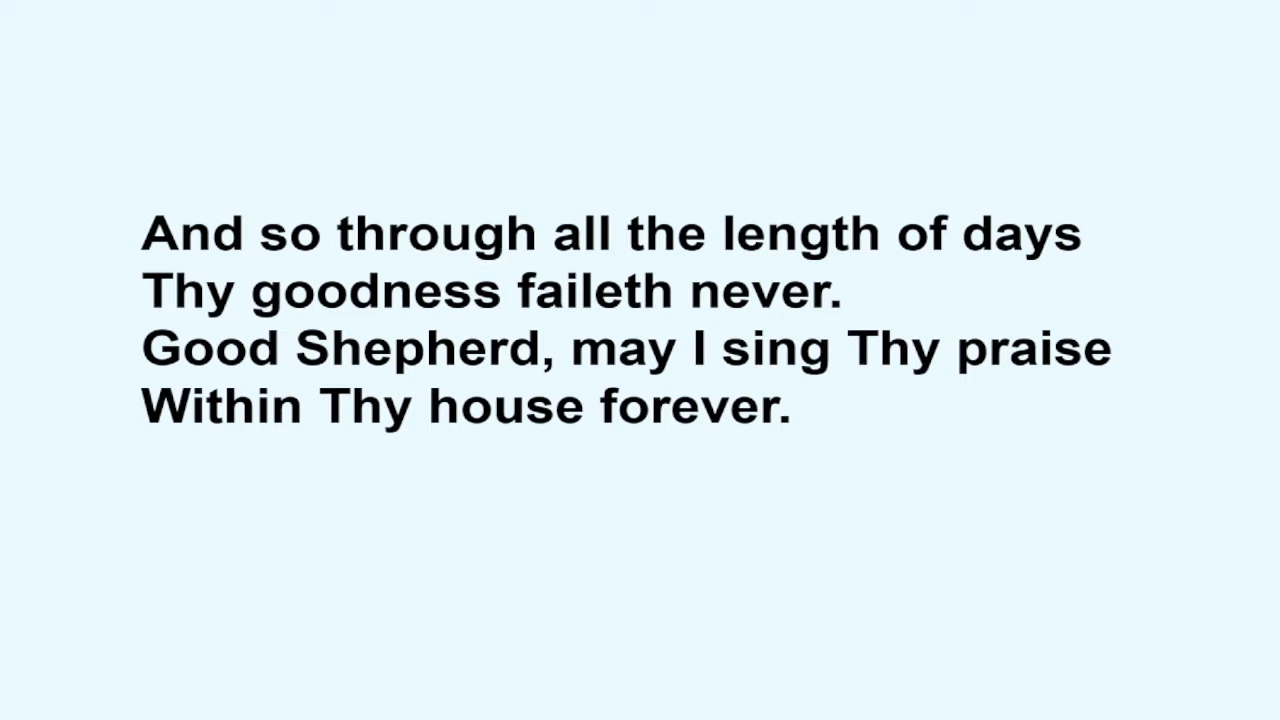 And so through all the length of days
Thy goodness faileth never.
Good Shepherd, may I sing Thy praise
Within Thy house forever.